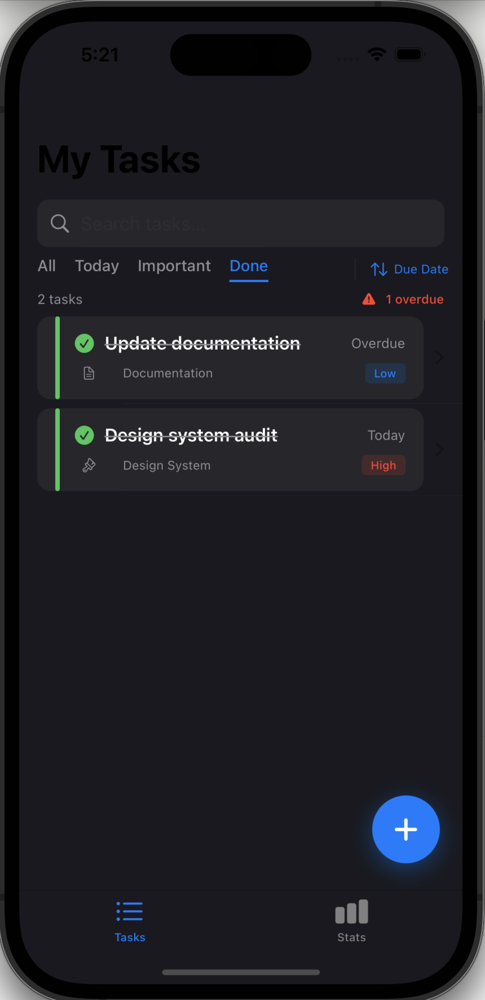 5:21
My Tasks
Search tasks...
All Today Important Done Due Date
2 tasks 1 overdue
Update documentation Overdue
Documentation Low
Design system audit Today
Design System High
Tasks Stats